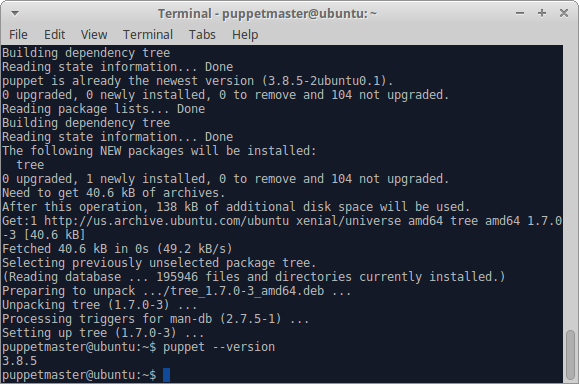 Terminal - puppetmaster@ubuntu: ~
File Edit View Terminal Tabs Help
Building dependency tree
Reading state information... Done
puppet is already the newest version (3.8.5-2ubuntu0.1).
0 upgraded, 0 newly installed, 0 to remove and 104 not upgraded.
Reading package lists... Done
Building dependency tree
Reading state information... Done
The following NEW packages will be installed:
  tree
0 upgraded, 1 newly installed, 0 to remove and 104 not upgraded.
Need to get 40.6 kB of archives.
After this operation, 138 kB of additional disk space will be used.
Get:1 http://us.archive.ubuntu.com/ubuntu xenial/universe amd64 tree amd64 1.7.0
-3 [40.6 kB]
Fetched 40.6 kB in 0s (49.2 kB/s)
Selecting previously unselected package tree.
(Reading database ... 195946 files and directories currently installed.)
Preparing to unpack .../tree_1.7.0-3_amd64.deb ...
Unpacking tree (1.7.0-3) ...
Processing triggers for man-db (2.7.5-1) ...
Setting up tree (1.7.0-3) ...
puppetmaster@ubuntu:~$ puppet --version
3.8.5
puppetmaster@ubuntu:~$